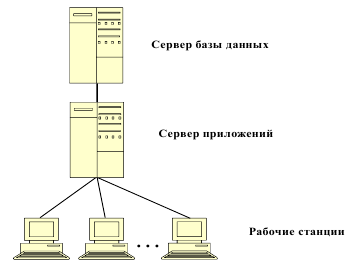 Сервер базы данных
Сервер приложений
Рабочие станции